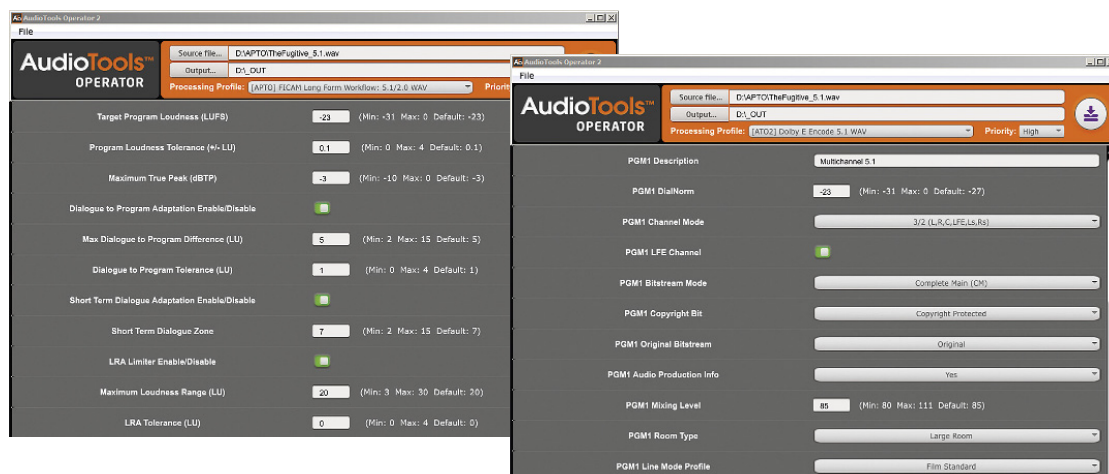 AudioTools Operator 2
File
AudioTools™
OPERATOR
Source file... D:\APTO\TheFugitive_5.1.wav
Output... D:\_OUT
Processing Profile: [APTO] FICAM Long Form Workflow: 5.1/2.0 WAV
Target Program Loudness (LUFS) -23 (Min: -31 Max: 0 Default: -23)
Program Loudness Tolerance (+/- LU) 0.1 (Min: 0 Max: 4 Default: 0.1)
Maximum True Peak (dBTP) -3 (Min: -10 Max: 0 Default: -3)
Dialogue to Program Adaptation Enable/Disable
Max Dialogue to Program Difference (LU) 5 (Min: 2 Max: 15 Default: 5)
Dialogue to Program Tolerance (LU) 1 (Min: 0 Max: 4 Default: 1)
Short Term Dialogue Adaptation Enable/Disable
Short Term Dialogue Zone 7 (Min: 2 Max: 15 Default: 7)
LRA Limiter Enable/Disable
Maximum Loudness Range (LU) 20 (Min: 3 Max: 30 Default: 20)
LRA Tolerance (LU) 0 (Min: 0 Max: 4 Default: 0)
AudioTools Operator 2
File
AudioTools™
OPERATOR
Source file... D:\APTO\TheFugitive_5.1.wav
Output... D:\_OUT
Processing Profile: [ATO2] Dolby E Encode 5.1 WAV Priority: High
PGM1 Description Multichannel 5.1
PGM1 DialNorm -23 (Min: -31 Max: 0 Default: -27)
PGM1 Channel Mode 3/2 (L,R,C,LFE,Ls,Rs)
PGM1 LFE Channel
PGM1 Bitstream Mode Complete Main (CM)
PGM1 Copyright Bit Copyright Protected
PGM1 Original Bitstream Original
PGM1 Audio Production Info Yes
PGM1 Mixing Level 85 (Min: 80 Max: 111 Default: 85)
PGM1 Room Type Large Room
PGM1 Line Mode Profile Film Standard